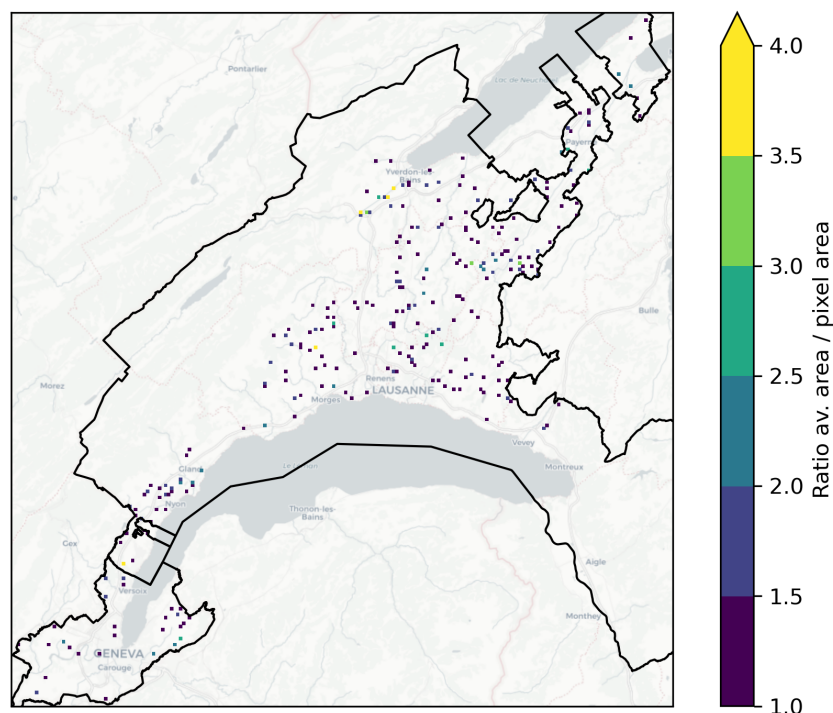 Pontarlier
Lac de Neuchâtel
Payerne
Yverdon-les-
Bains
Bulle
Morez
Renens
LAUSANNE
Morges
Vevey
Montreux
Gland
Nyon
Thonon-les-
Bains
Gex
Aigle
Versoix
Monthey
GENEVA
Carouge
4.0
3.5
3.0
2.5
2.0
1.5
1.0
Ratio av. area / pixel area